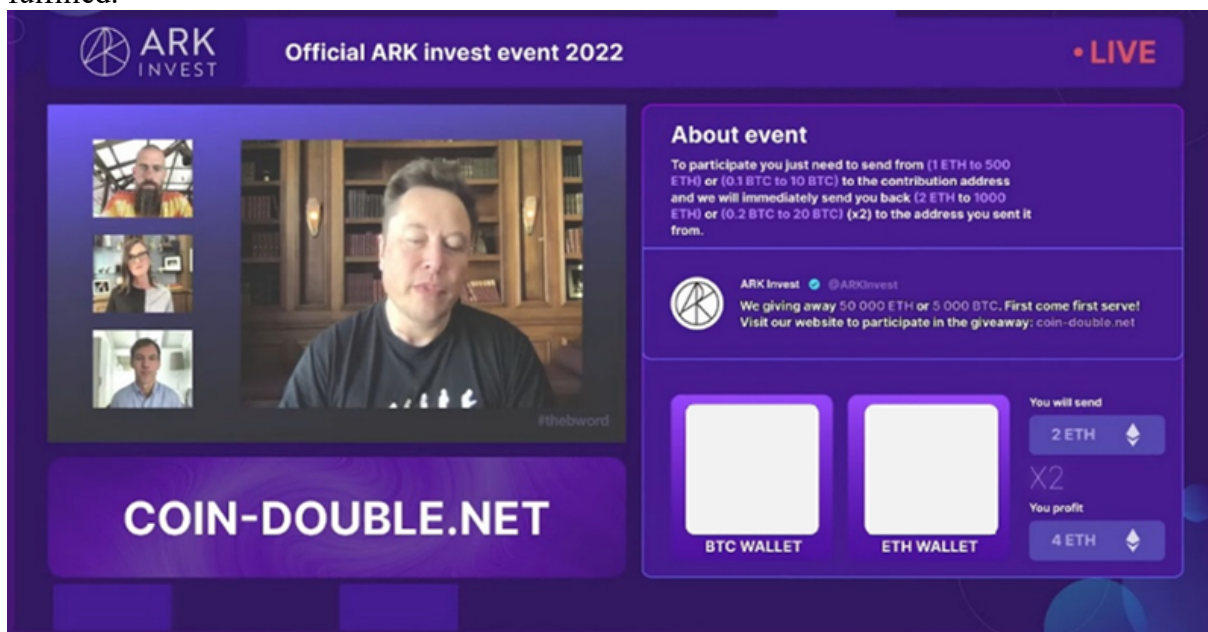 ARK
INVEST
Official ARK invest event 2022
• LIVE
#thebword
COIN-DOUBLE.NET
About event
To participate you just need to send from (1 ETH to 500
ETH) or (0.1 BTC to 10 BTC) to the contribution address
and we will immediately send you back (2 ETH to 1000
ETH) or (0.2 BTC to 20 BTC) (x2) to the address you sent it
from.
ARK Invest @ARKInvest
We giving away 50 000 ETH or 5 000 BTC. First come first serve!
Visit our website to participate in the giveaway: coin-double.net
BTC WALLET
ETH WALLET
You will send
2 ETH
X2
You profit
4 ETH